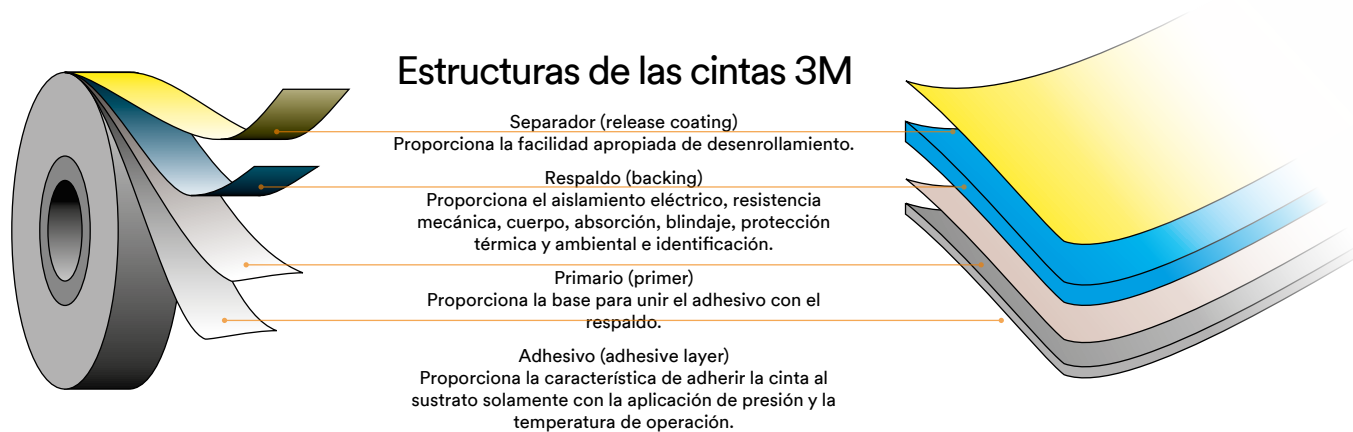 Estructuras de las cintas 3M
Separador (release coating)
Proporciona la facilidad apropiada de desenrollamiento.
Respaldo (backing)
Proporciona el aislamiento eléctrico, resistencia
mecánica, cuerpo, absorción, blindaje, protección
térmica y ambiental e identificación.
Primario (primer)
Proporciona la base para unir el adhesivo con el
respaldo.
Adhesivo (adhesive layer)
Proporciona la característica de adherir la cinta al
sustrato solamente con la aplicación de presión y la
temperatura de operación.